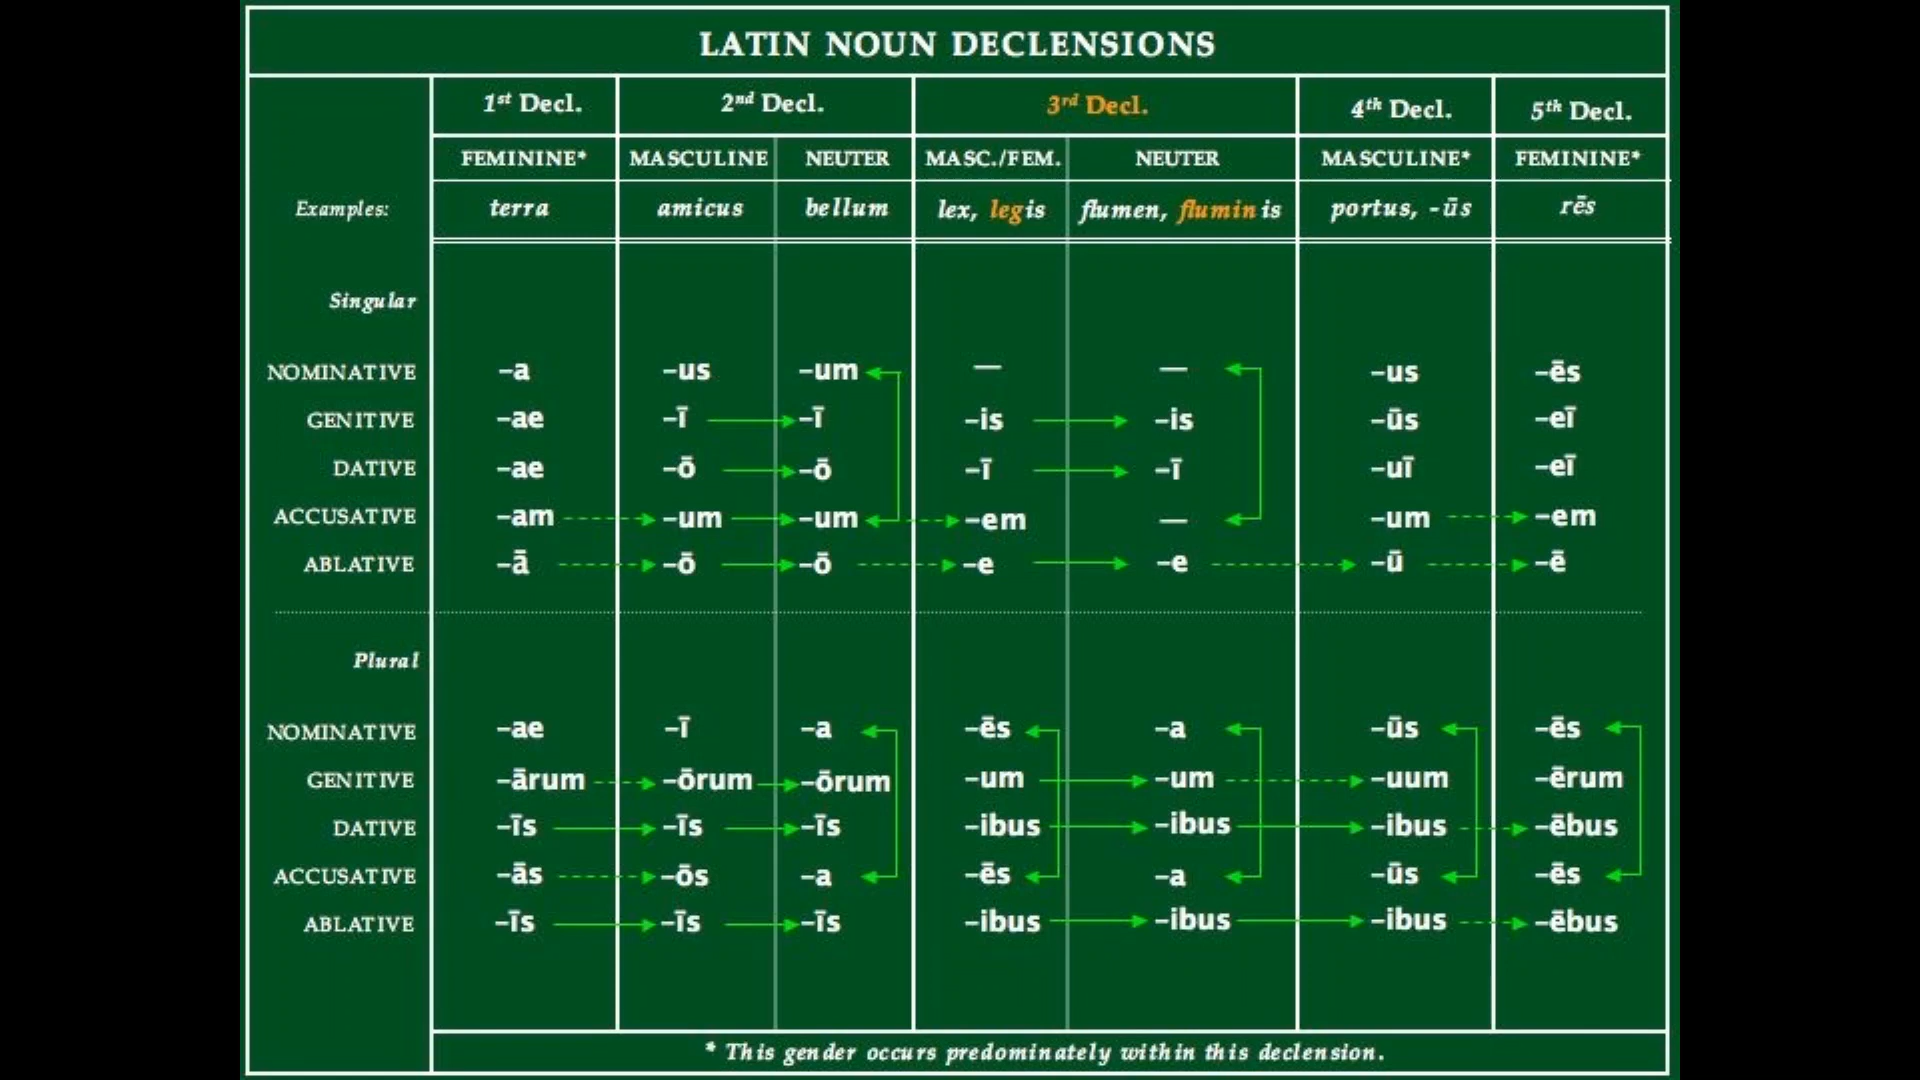 LATIN NOUN DECLENSIONS
1st Decl. 2nd Decl. 3rd Decl. 4th Decl. 5th Decl.
FEMININE* MASCULINE NEUTER MASC./FEM. NEUTER MASCULINE* FEMININE*
Examples: terra amicus bellum lex, legis flumen, fluminis portus, -ūs rēs
Singular
NOMINATIVE –a –us –um — — –us –ēs
GENITIVE –ae –ī –ī –is –is –ūs –eī
DATIVE –ae –ō –ō –ī –ī –uī –eī
ACCUSATIVE –am –um –um –em — –um –em
ABLATIVE –ā –ō –ō –e –e –ū –ē
Plural
NOMINATIVE –ae –ī –a –ēs –a –ūs –ēs
GENITIVE –ārum –ōrum –ōrum –um –um –uum –ērum
DATIVE –īs –īs –īs –ibus –ibus –ibus –ēbus
ACCUSATIVE –ās –ōs –a –ēs –a –ūs –ēs
ABLATIVE –īs –īs –īs –ibus –ibus –ibus –ēbus
* This gender occurs predominately within this declension.